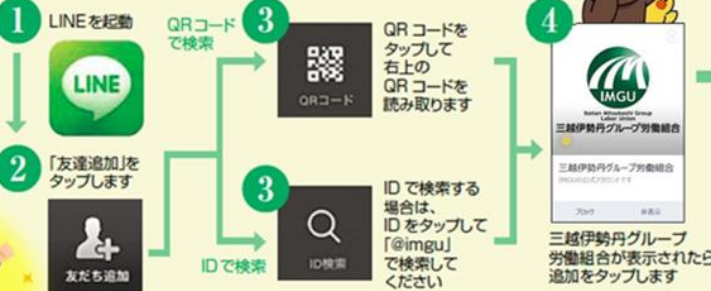 1
LINEを起動
LINE
2
「友達追加」を
タップします
友だち追加
QRコード
で検索
3
QRコード
QRコードを
タップして
右上の
QRコードを
読み取ります
IDで検索
3
ID検索
IDで検索する
場合は、
IDをタップして
「@imgu」
で検索して
ください
4
IMGU
Isetan Mitsukoshi Group
Labor Union
三越伊勢丹グループ労働組合
三越伊勢丹グループ労働組合
ブロック
非表示
三越伊勢丹グループ
労働組合が表示されたら
追加をタップします